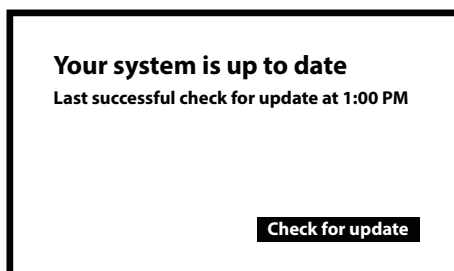 Your system is up to date
Last successful check for update at 1:00 PM
Check for update